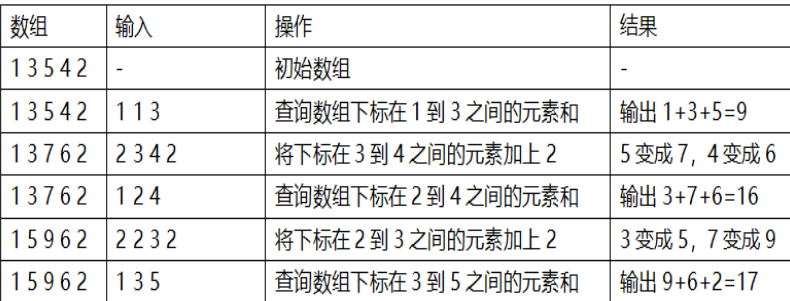 数组 输入 操作 结果
1 3 5 4 2 - 初始数组 -
1 3 5 4 2 1 1 3 查询数组下标在 1 到 3 之间的元素和 输出 1+3+5=9
1 3 7 6 2 2 3 4 2 将下标在 3 到 4 之间的元素加上 2 5 变成 7，4 变成 6
1 3 7 6 2 1 2 4 查询数组下标在 2 到 4 之间的元素和 输出 3+7+6=16
1 5 9 6 2 2 2 3 2 将下标在 2 到 3 之间的元素加上 2 3 变成 5，7 变成 9
1 5 9 6 2 1 3 5 查询数组下标在 3 到 5 之间的元素和 输出 9+6+2=17